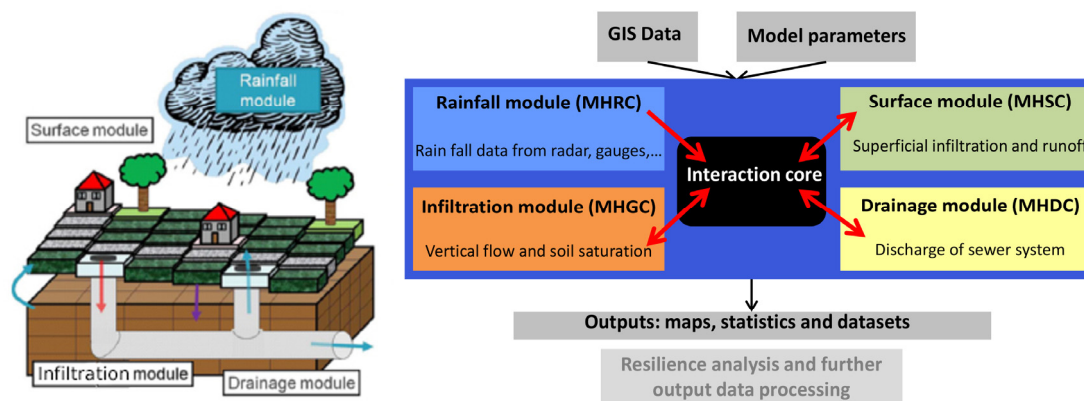 Rainfall
module
Surface module
Infiltration module
Drainage module
GIS Data
Model parameters
Rainfall module (MHRC)
Rain fall data from radar, gauges,...
Surface module (MHSC)
Superficial infiltration and runoff
Interaction core
Infiltration module (MHGC)
Vertical flow and soil saturation
Drainage module (MHDC)
Discharge of sewer system
Outputs: maps, statistics and datasets
Resilience analysis and further
output data processing